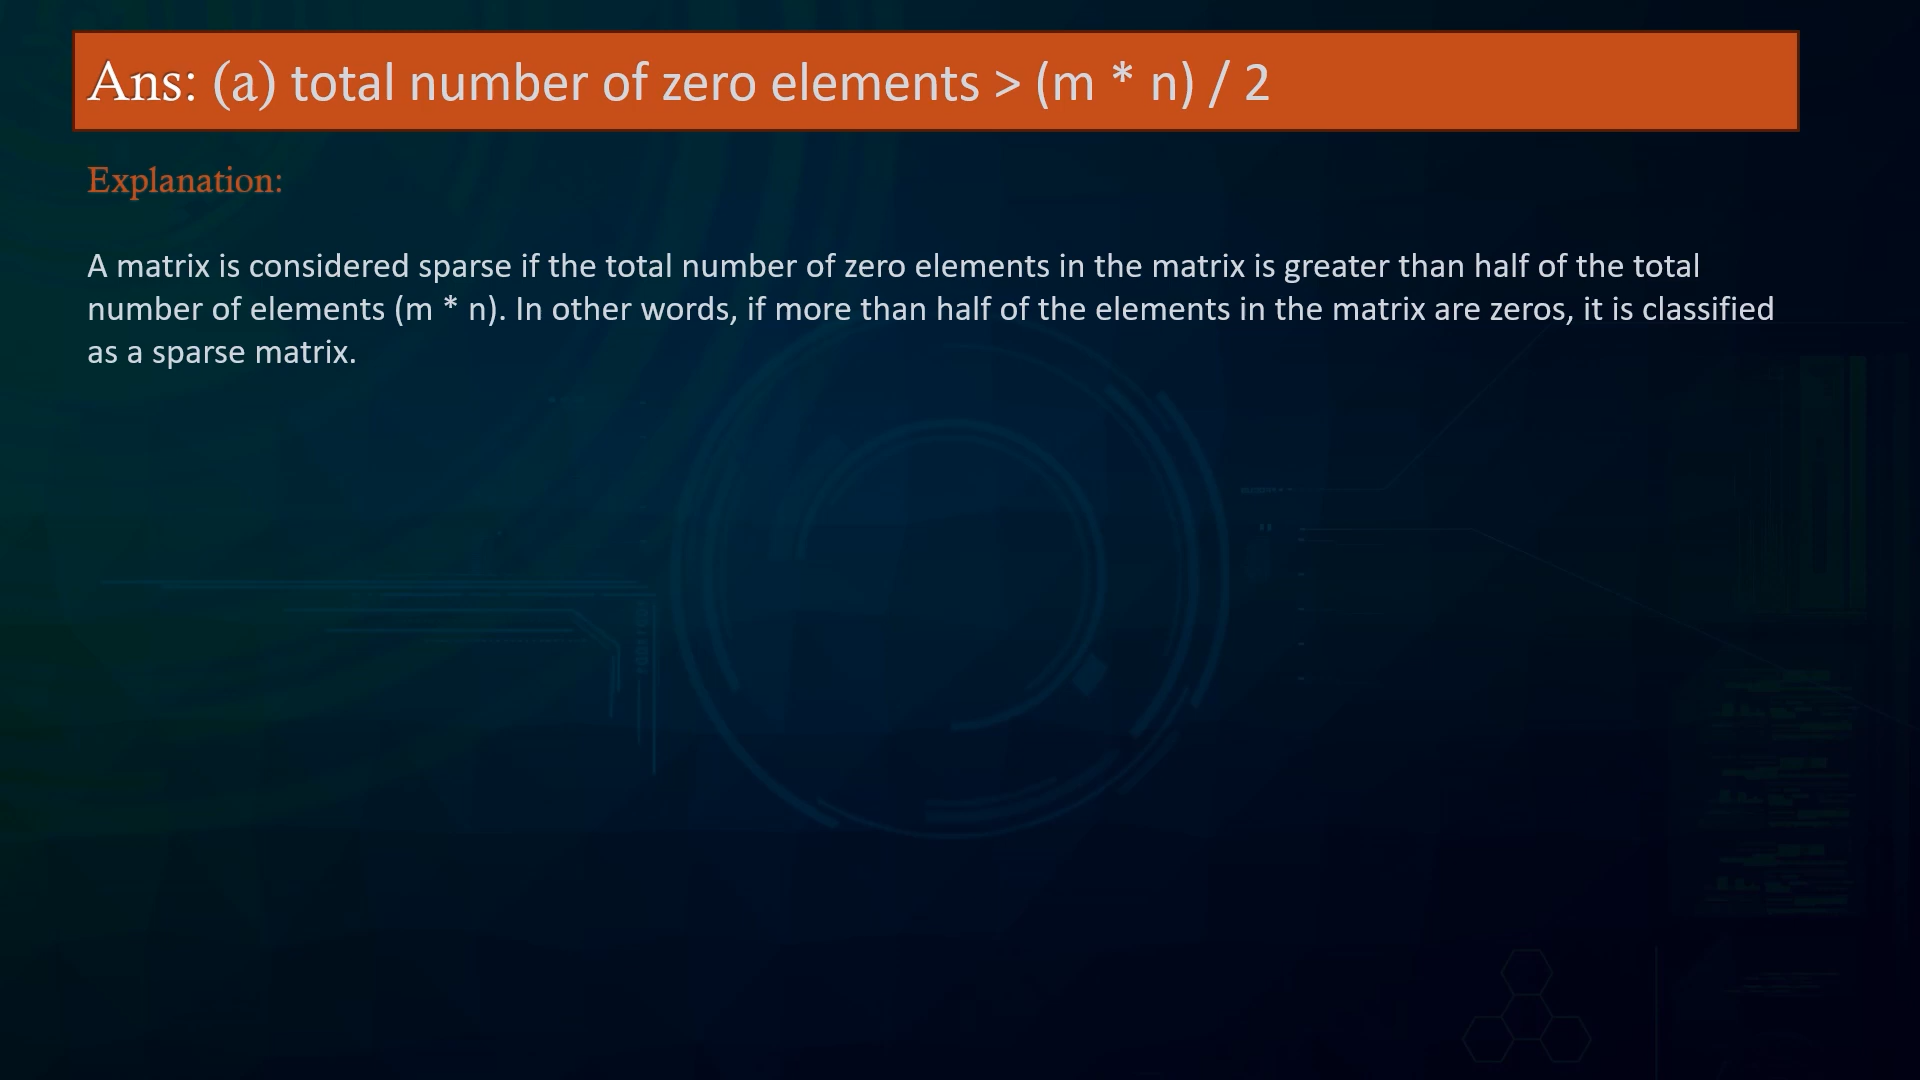 Ans: (a) total number of zero elements > (m * n) / 2
Explanation:
A matrix is considered sparse if the total number of zero elements in the matrix is greater than half of the total
number of elements (m * n). In other words, if more than half of the elements in the matrix are zeros, it is classified
as a sparse matrix.